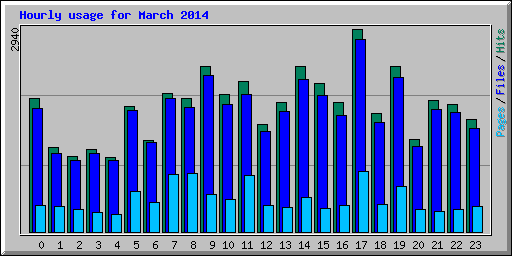 Hourly usage for March 2014
2940
Pages/Files/Hits
0 1 2 3 4 5 6 7 8 9 10 11 12 13 14 15 16 17 18 19 20 21 22 23